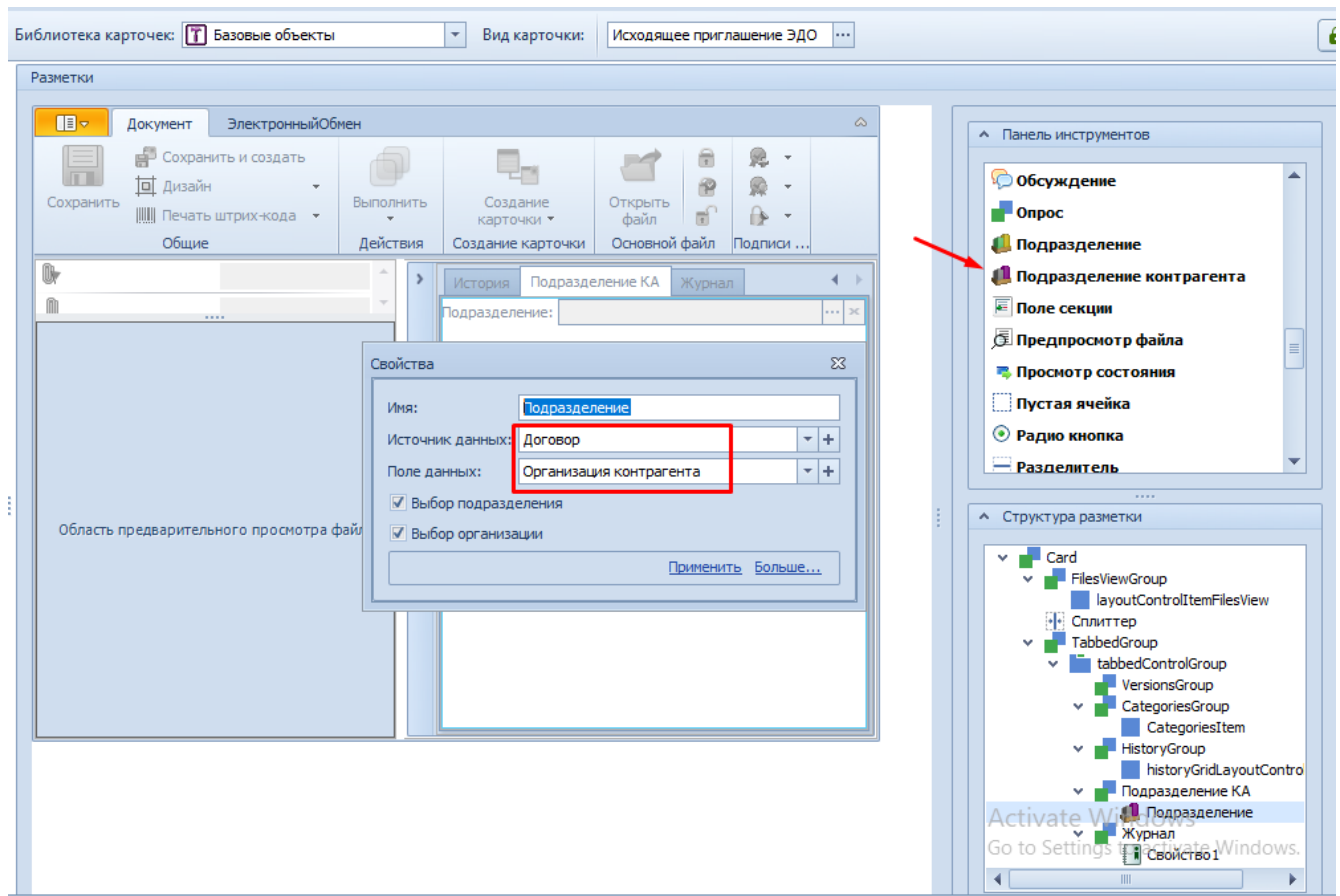 Библиотека карточек: Базовые объекты Вид карточки: Исходящее приглашение ЭДО ...
Разметки
Документ ЭлектронныйОбмен
Сохранить
Сохранить и создать
Дизайн
Печать штрих-кода
Общие
Выполнить
Действия
Создание
карточки
Создание карточки
Открыть
файл
Основной файл
Подписи ...
История Подразделение КА Журнал
Подразделение: ...
Область предварительного просмотра файл
Свойства
Имя: Подразделение
Источник данных: Договор
Поле данных: Организация контрагента
Выбор подразделения
Выбор организации
Применить Больше...
Панель инструментов
Обсуждение
Опрос
Подразделение
Подразделение контрагента
Поле секции
Предпросмотр файла
Просмотр состояния
Пустая ячейка
Радио кнопка
Разделитель
Структура разметки
Card
FilesViewGroup
layoutControlItemFilesView
Сплиттер
TabbedGroup
tabbedControlGroup
VersionsGroup
CategoriesGroup
CategoriesItem
HistoryGroup
historyGridLayoutContro
Подразделение КА
Подразделение
Журнал
Свойство1
Activate Windows
Go to Settings to activate Windows.